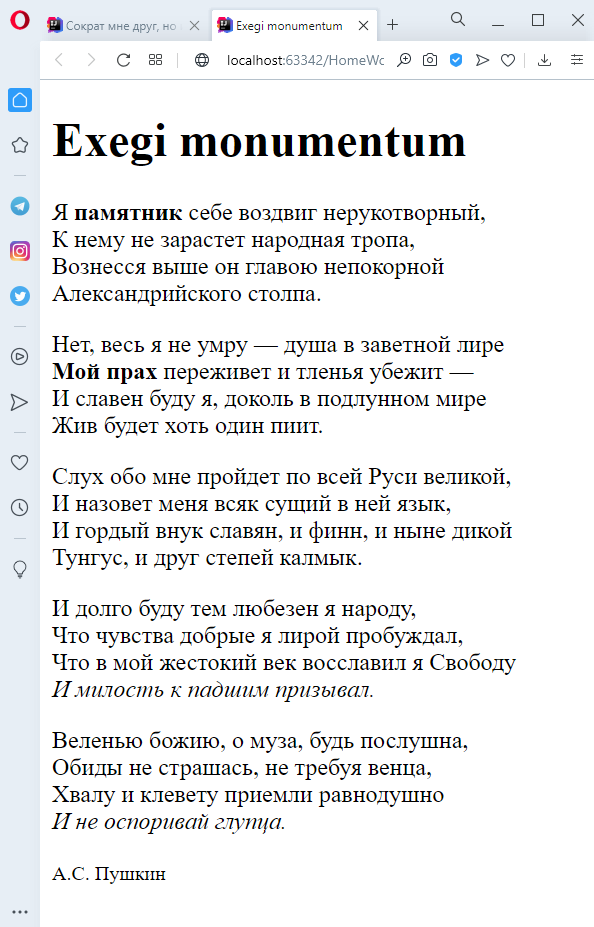 Сократ мне друг, но
Exegi monumentum
localhost:63342/HomeWo
Exegi monumentum
Я памятник себе воздвиг нерукотворный,
К нему не зарастет народная тропа,
Вознесся выше он главою непокорной
Александрийского столпа.
Нет, весь я не умру — душа в заветной лире
Мой прах переживет и тленья убежит —
И славен буду я, доколь в подлунном мире
Жив будет хоть один пиит.
Слух обо мне пройдет по всей Руси великой,
И назовет меня всяк сущий в ней язык,
И гордый внук славян, и финн, и ныне дикой
Тунгус, и друг степей калмык.
И долго буду тем любезен я народу,
Что чувства добрые я лирой пробуждал,
Что в мой жестокий век восславил я Свободу
И милость к падшим призывал.
Веленью божию, о муза, будь послушна,
Обиды не страшась, не требуя венца,
Хвалу и клевету приемли равнодушно
И не оспоривай глупца.
А.С. Пушкин